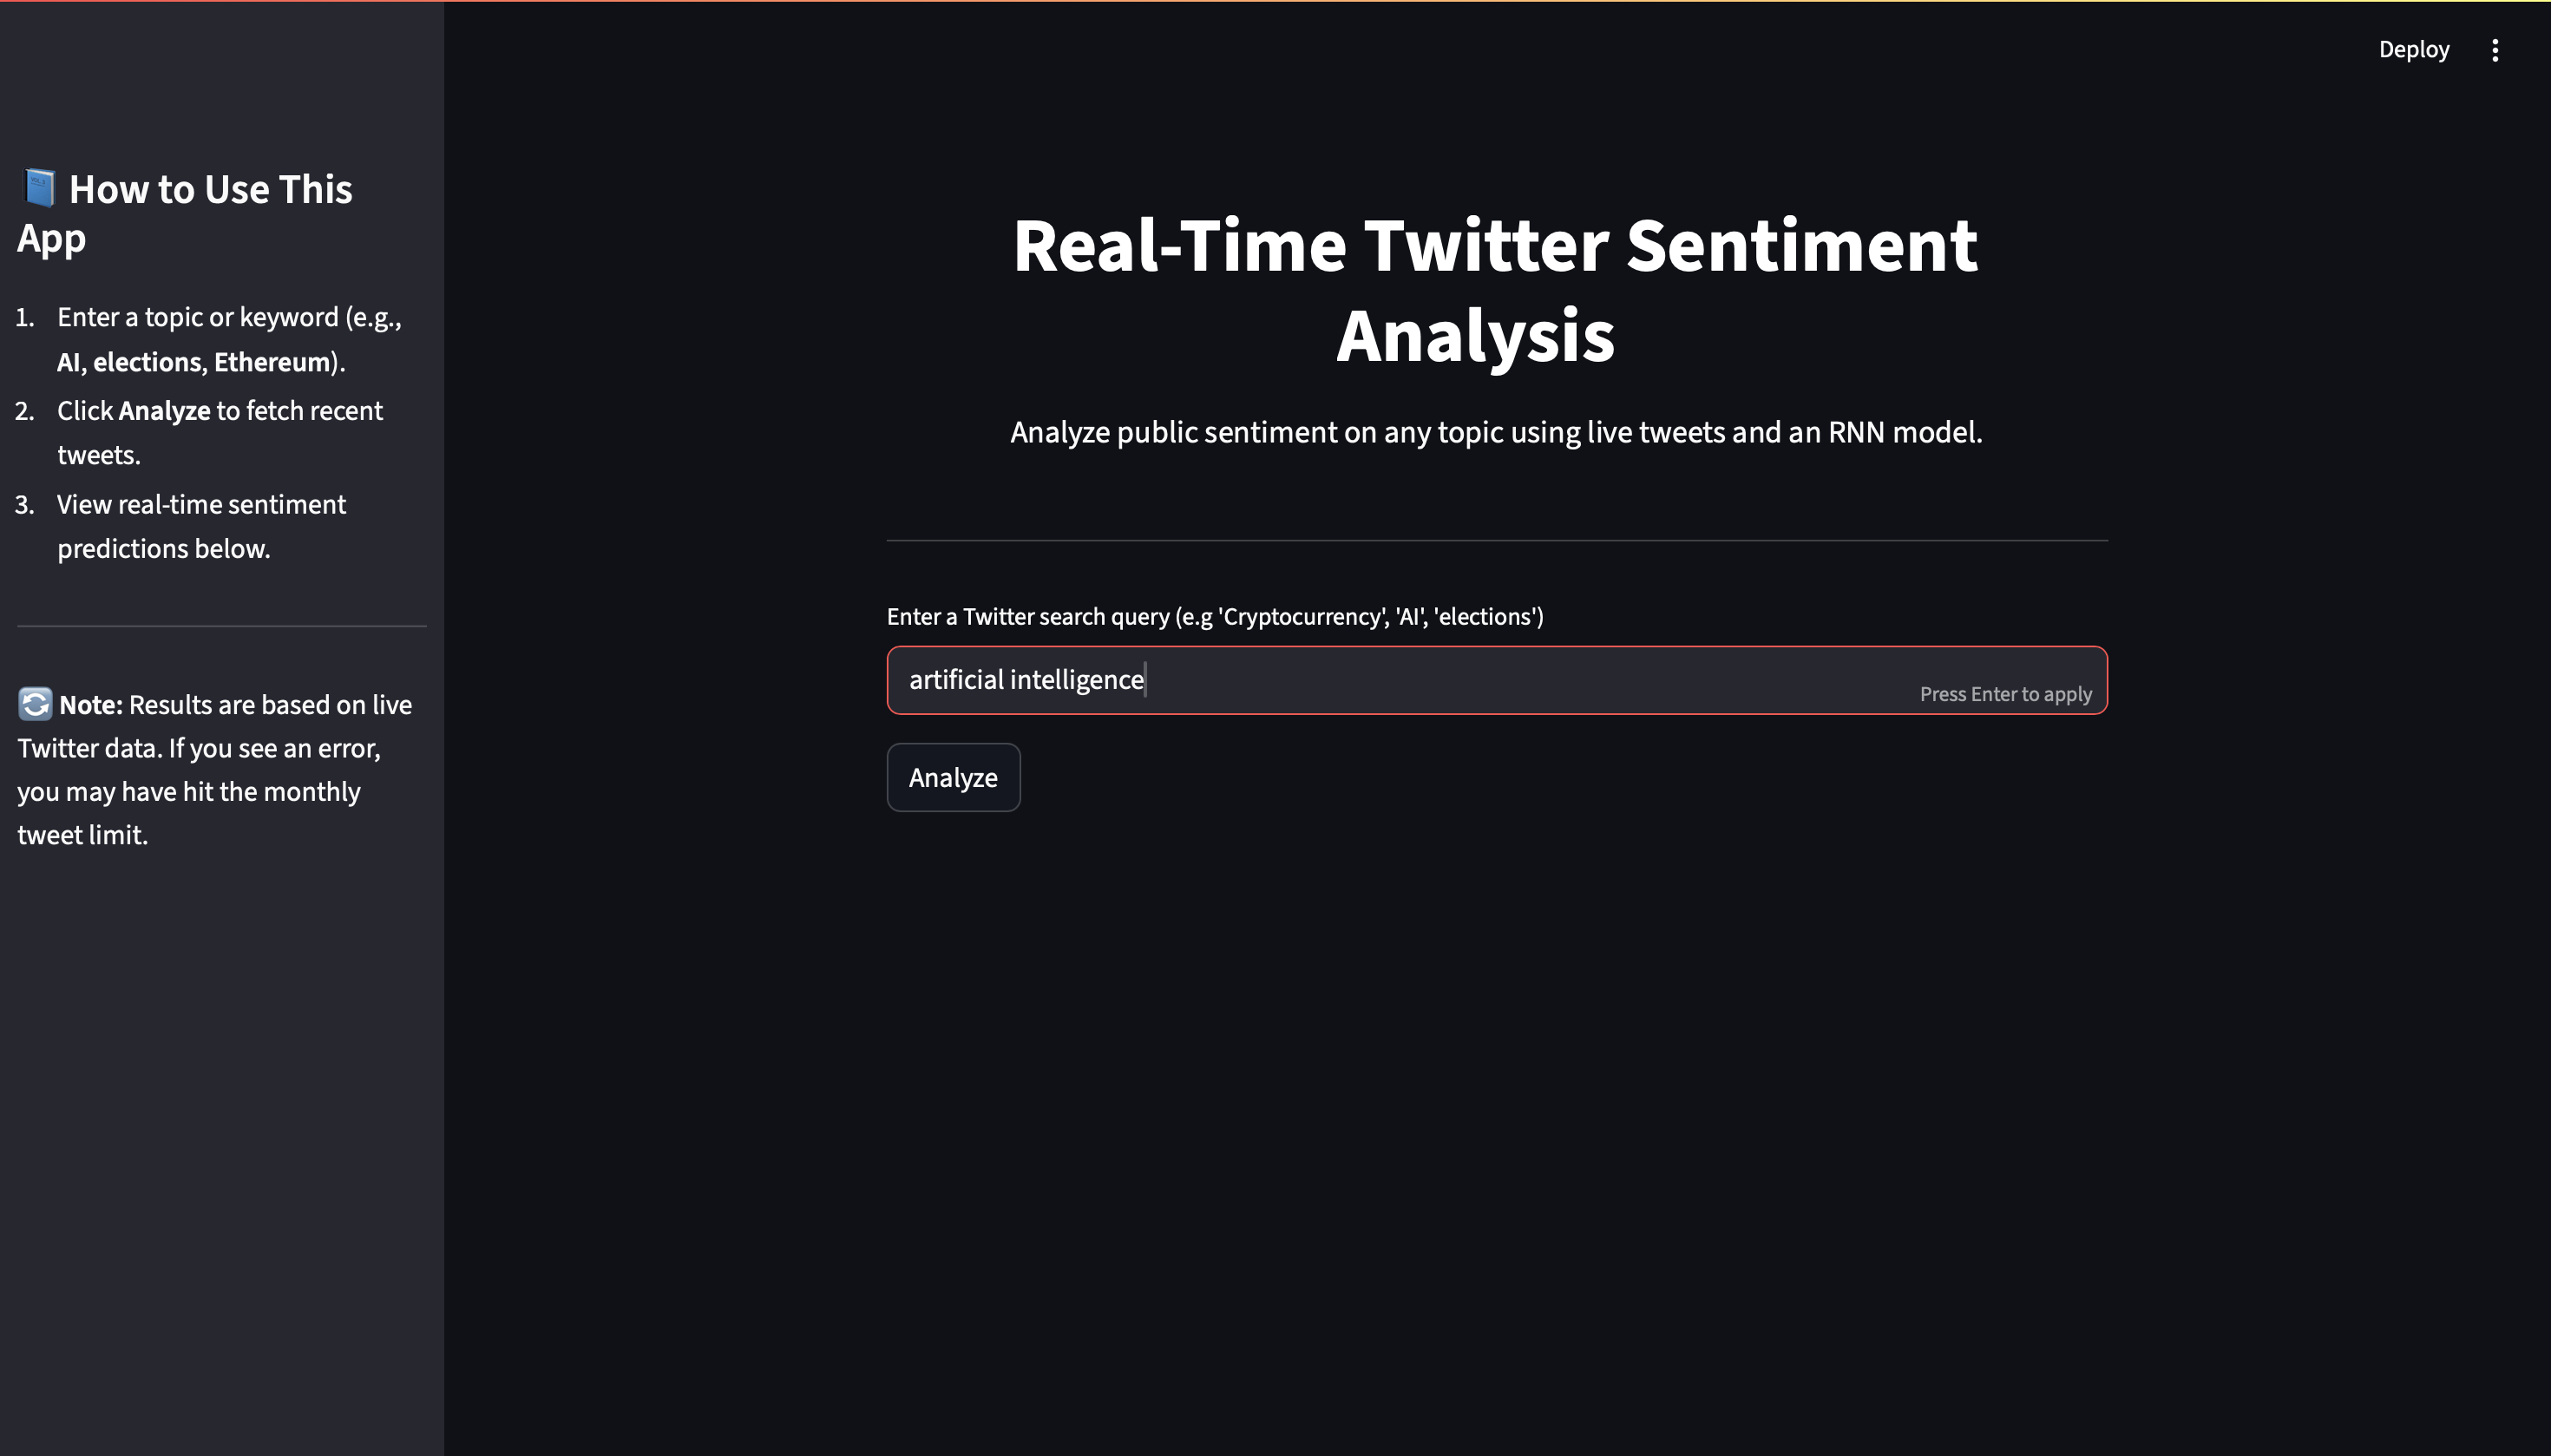 Deploy
How to Use This
App
1. Enter a topic or keyword (e.g.,
AI, elections, Ethereum).
2. Click Analyze to fetch recent
tweets.
3. View real-time sentiment
predictions below.
Note: Results are based on live
Twitter data. If you see an error,
you may have hit the monthly
tweet limit.
Real-Time Twitter Sentiment
Analysis
Analyze public sentiment on any topic using live tweets and an RNN model.
Enter a Twitter search query (e.g 'Cryptocurrency', 'AI', 'elections')
artificial intelligence
Press Enter to apply
Analyze